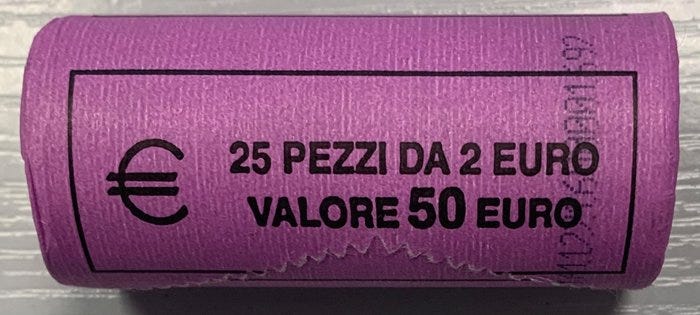 € 25 PEZZI DA 2 EURO
VALORE 50 EURO